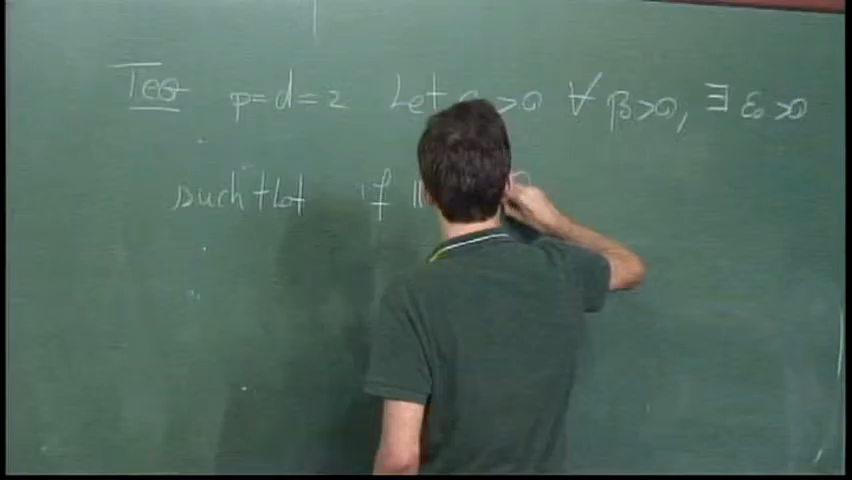 Teo p=d=2 Let >0 ∀ β>0, ∃ ε₀>0
such that if ||